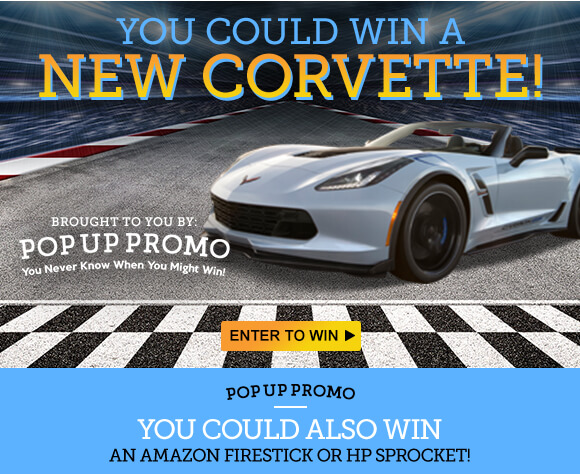 YOU COULD WIN A
NEW CORVETTE!
BROUGHT TO YOU BY:
POP UP PROMO
You Never Know When You Might Win!
ENTER TO WIN
POP UP PROMO
YOU COULD ALSO WIN
AN AMAZON FIRESTICK OR HP SPROCKET!